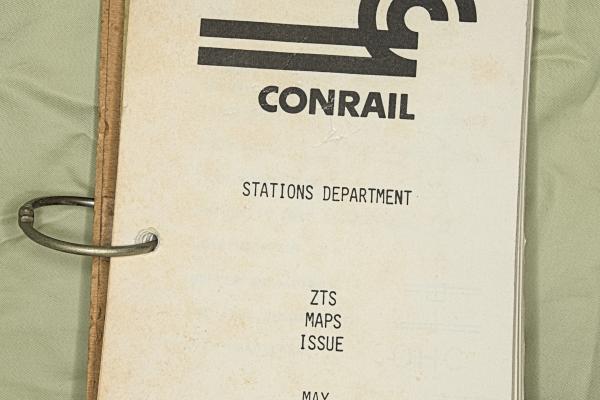 CONRAIL
STATIONS DEPARTMENT
ZTS
MAPS
ISSUE
MAY